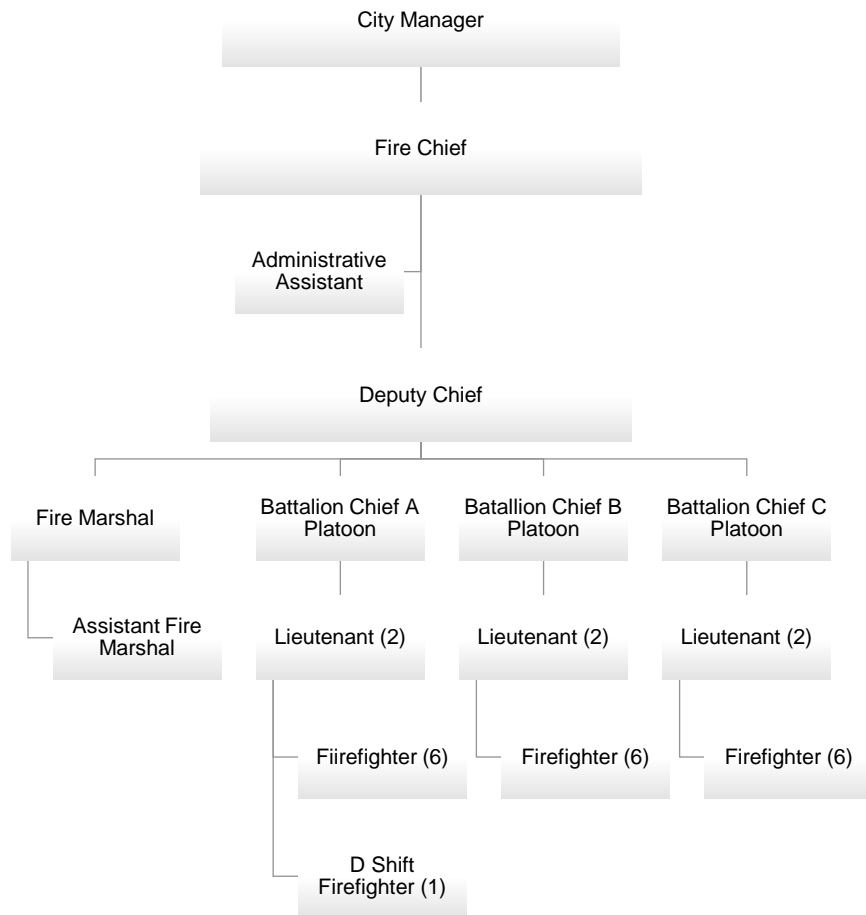 City Manager
Fire Chief
Administrative
Assistant
Deputy Chief
Fire Marshal
Battalion Chief A
Platoon
Batallion Chief B
Platoon
Battalion Chief C
Platoon
Assistant Fire
Marshal
Lieutenant (2)
Lieutenant (2)
Lieutenant (2)
Fiirefighter (6)
Firefighter (6)
Firefighter (6)
D Shift
Firefighter (1)